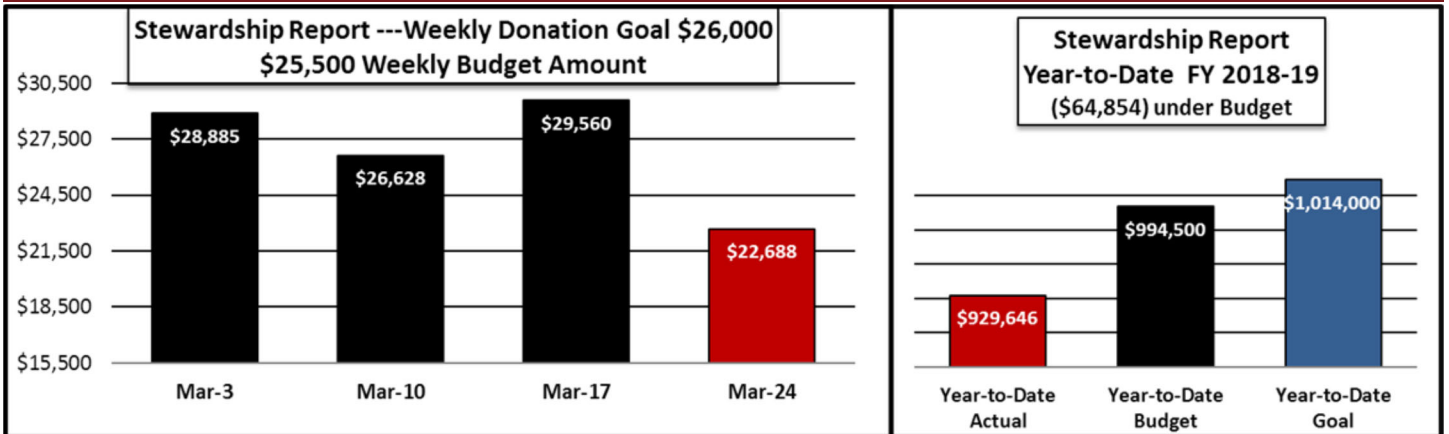 Stewardship Report ---Weekly Donation Goal $26,000
$25,500 Weekly Budget Amount
$30,500
$27,500
$24,500
$21,500
$18,500
$15,500
$28,885
$26,628
$29,560
$22,688
Mar-3
Mar-10
Mar-17
Mar-24
Stewardship Report
Year-to-Date FY 2018-19
($64,854) under Budget
$929,646
$994,500
$1,014,000
Year-to-Date
Actual
Year-to-Date
Budget
Year-to-Date
Goal